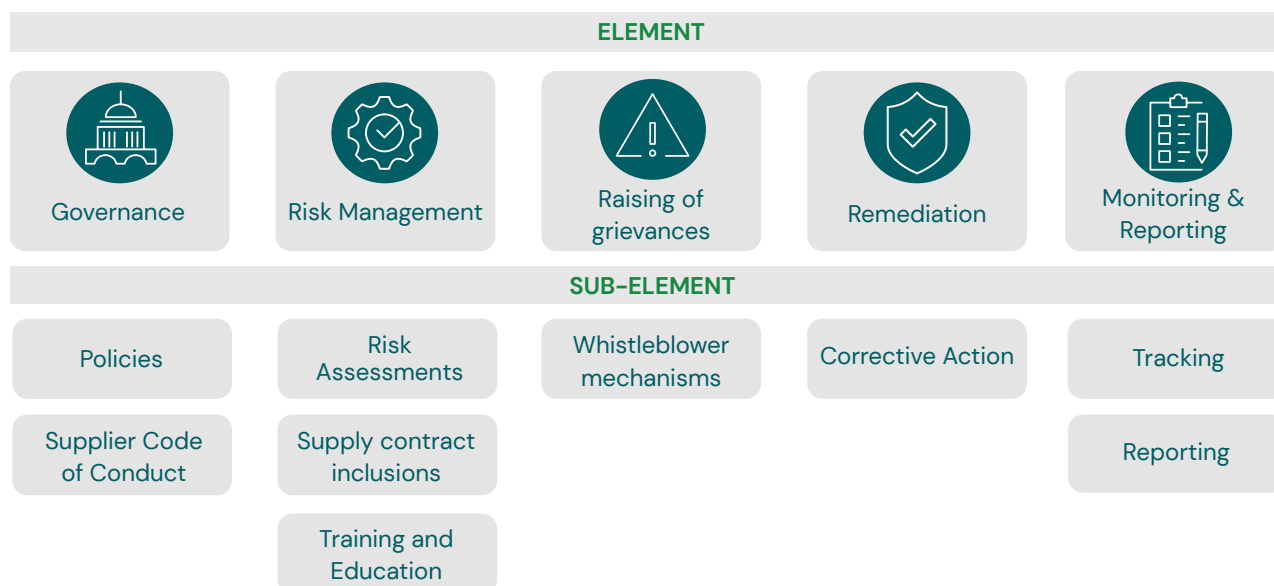 ELEMENT
Governance
Risk Management
Raising of
grievances
Remediation
Monitoring &
Reporting
SUB-ELEMENT
Policies
Risk
Assessments
Whistleblower
mechanisms
Corrective Action
Tracking
Supplier Code
of Conduct
Supply contract
inclusions
Reporting
Training and
Education